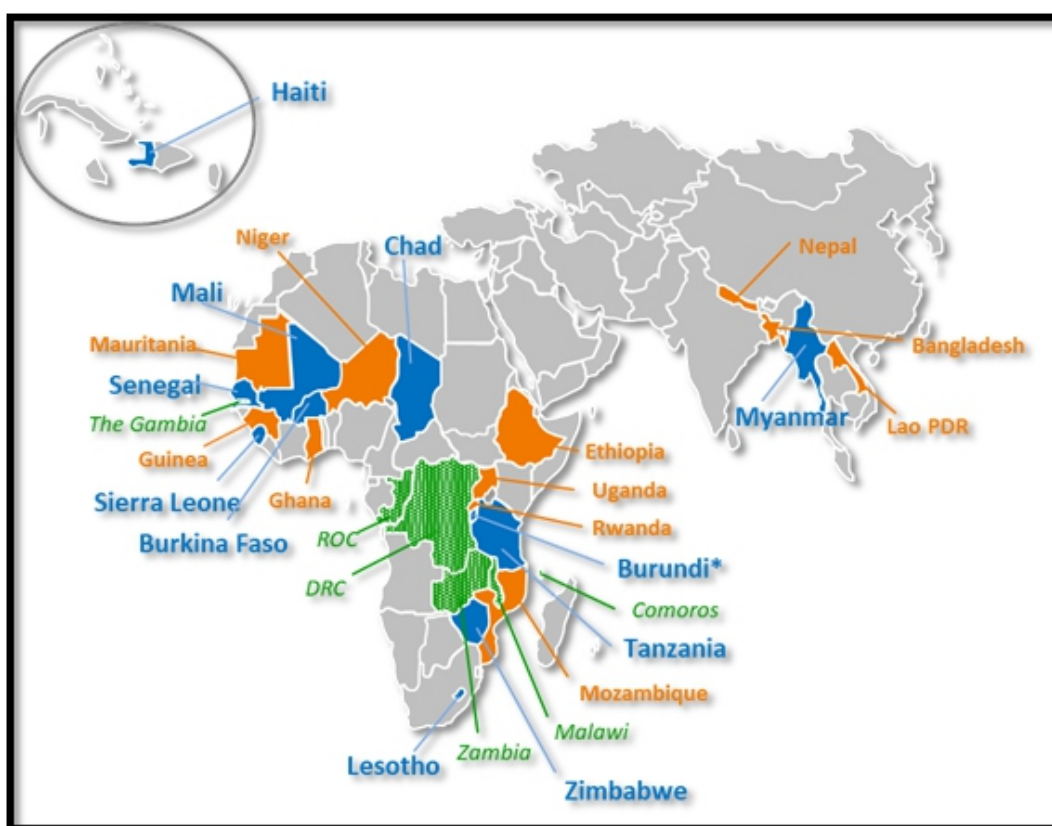 Haiti
Niger
Chad
Nepal
Mali
Mauritania
Bangladesh
Senegal
Myanmar
The Gambia
Lao PDR
Guinea
Ethiopia
Sierra Leone
Ghana
Uganda
Burkina Faso
ROC
Rwanda
Burundi*
DRC
Comoros
Tanzania
Mozambique
Malawi
Zambia
Lesotho
Zimbabwe